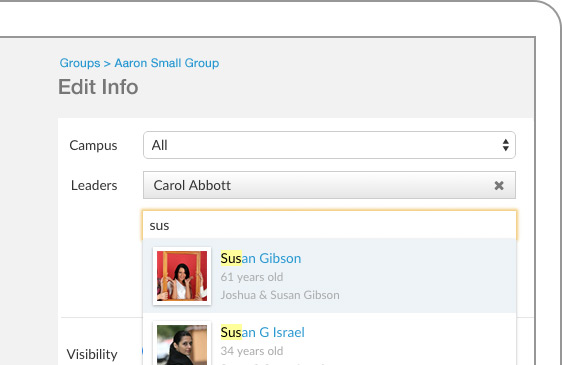 Groups > Aaron Small Group
Edit Info
Campus All
Leaders Carol Abbott
sus
Susan Gibson
61 years old
Joshua & Susan Gibson
Susan G Israel
34 years old
Visibility